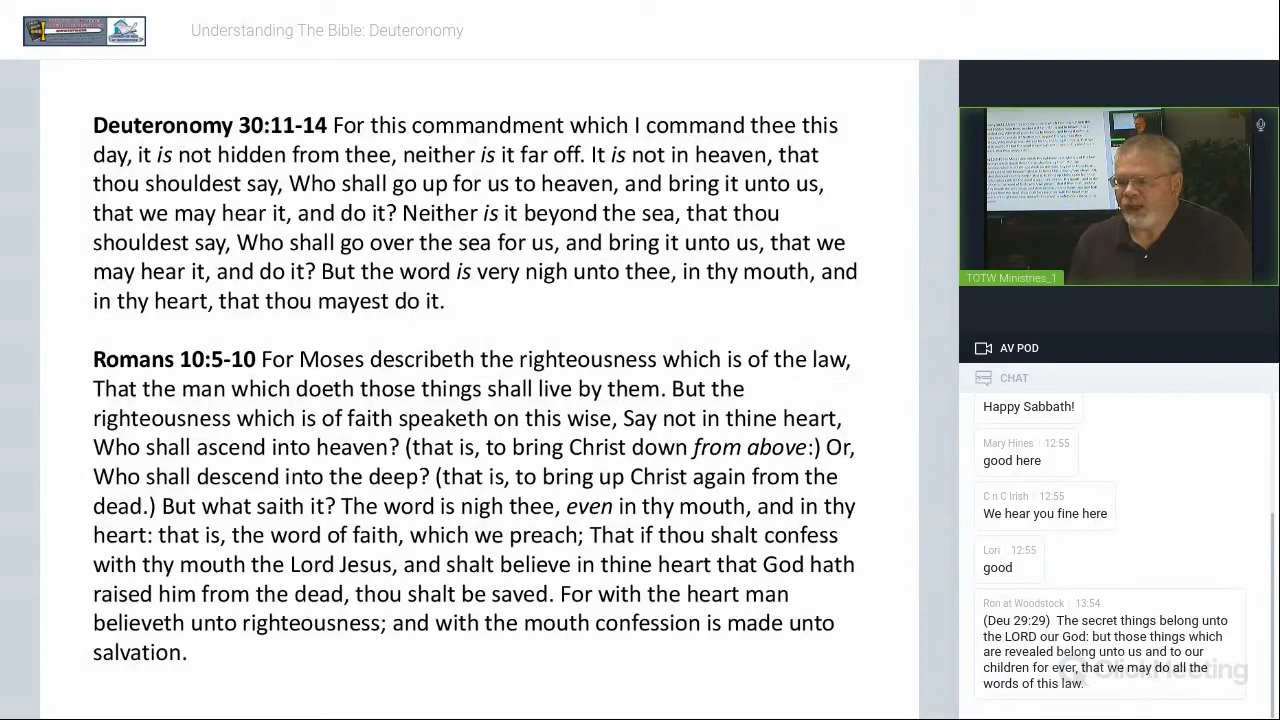 Understanding The Bible: Deuteronomy
Deuteronomy 30:11-14 For this commandment which I command thee this
day, it is not hidden from thee, neither is it far off. It is not in heaven, that
thou shouldest say, Who shall go up for us to heaven, and bring it unto us,
that we may hear it, and do it? Neither is it beyond the sea, that thou
shouldest say, Who shall go over the sea for us, and bring it unto us, that we
may hear it, and do it? But the word is very nigh unto thee, in thy mouth, and
in thy heart, that thou mayest do it.
Romans 10:5-10 For Moses describeth the righteousness which is of the law,
That the man which doeth those things shall live by them. But the
righteousness which is of faith speaketh on this wise, Say not in thine heart,
Who shall ascend into heaven? (that is, to bring Christ down from above:) Or,
Who shall descend into the deep? (that is, to bring up Christ again from the
dead.) But what saith it? The word is nigh thee, even in thy mouth, and in thy
heart: that is, the word of faith, which we preach; That if thou shalt confess
with thy mouth the Lord Jesus, and shalt believe in thine heart that God hath
raised him from the dead, thou shalt be saved. For with the heart man
believeth unto righteousness; and with the mouth confession is made unto
salvation.
TOTW Ministries_1
AV POD
CHAT
Happy Sabbath!
Mary Hines 12:55
good here
C n C Irish 12:55
We hear you fine here
Lori 12:55
good
Ron at Woodstock 13:54
(Deu 29:29) The secret things belong unto
the LORD our God: but those things which
are revealed belong unto us and to our
children for ever, that we may do all the
words of this law.
ClickMeeting